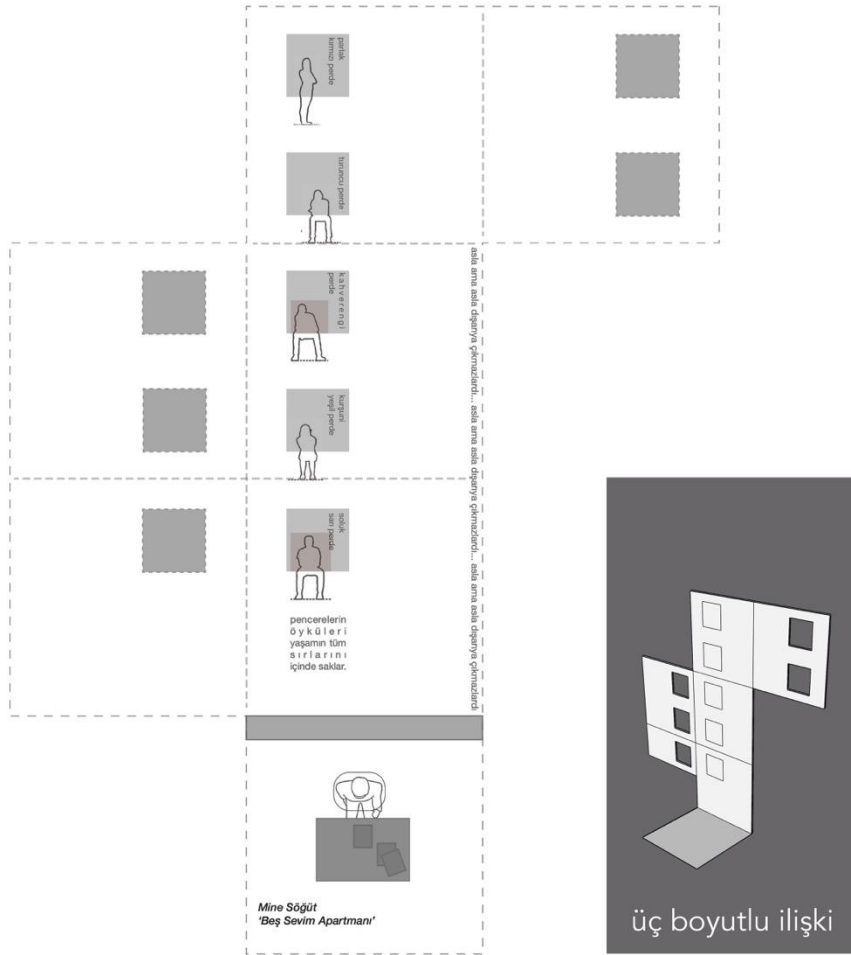 parlak
kırmızı perde
turuncu perde
kahverengi
perde
kurşuni
yeşil perde
soluk
sarı perde
asla ama asla dışarıya çıkmazlardı... asla ama asla dışarıya çıkmazlardı... asla ama asla dışarıya çıkmazlardı
pencerelerin
öyküleri
yaşamın tüm
sırlarını
içinde saklar.
Mine Söğüt
‘Beş Sevim Apartmanı’
üç boyutlu ilişki